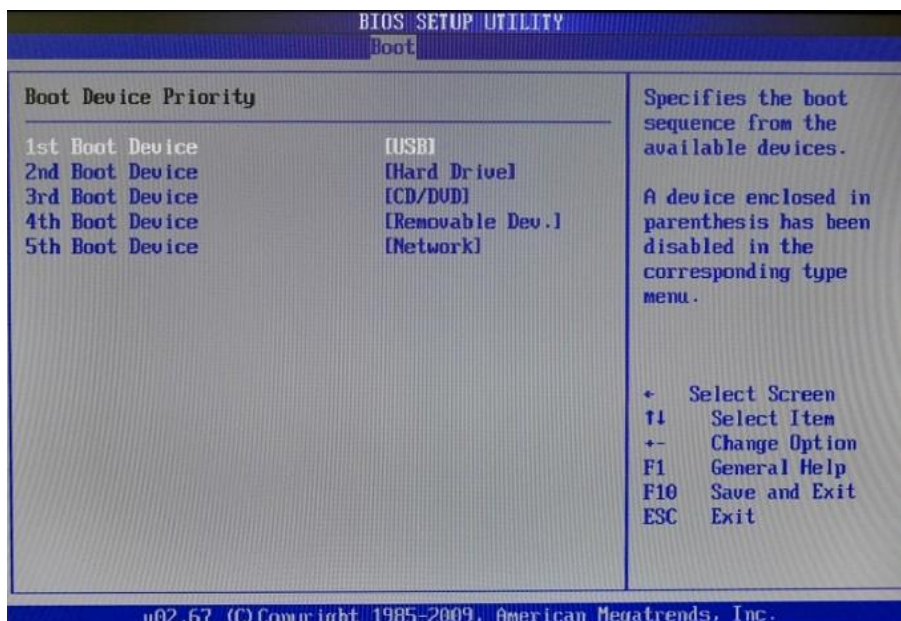 BIOS SETUP UTILITY
Boot
Boot Device Priority
1st Boot Device [USB]
2nd Boot Device [Hard Drive]
3rd Boot Device [CD/DVD]
4th Boot Device [Removable Dev.]
5th Boot Device [Network]
Specifies the boot
sequence from the
available devices.
A device enclosed in
parenthesis has been
disabled in the
corresponding type
menu.
← Select Screen
↑↓ Select Item
+- Change Option
F1 General Help
F10 Save and Exit
ESC Exit
v02.67 (C)Copyright 1985-2009, American Megatrends, Inc.